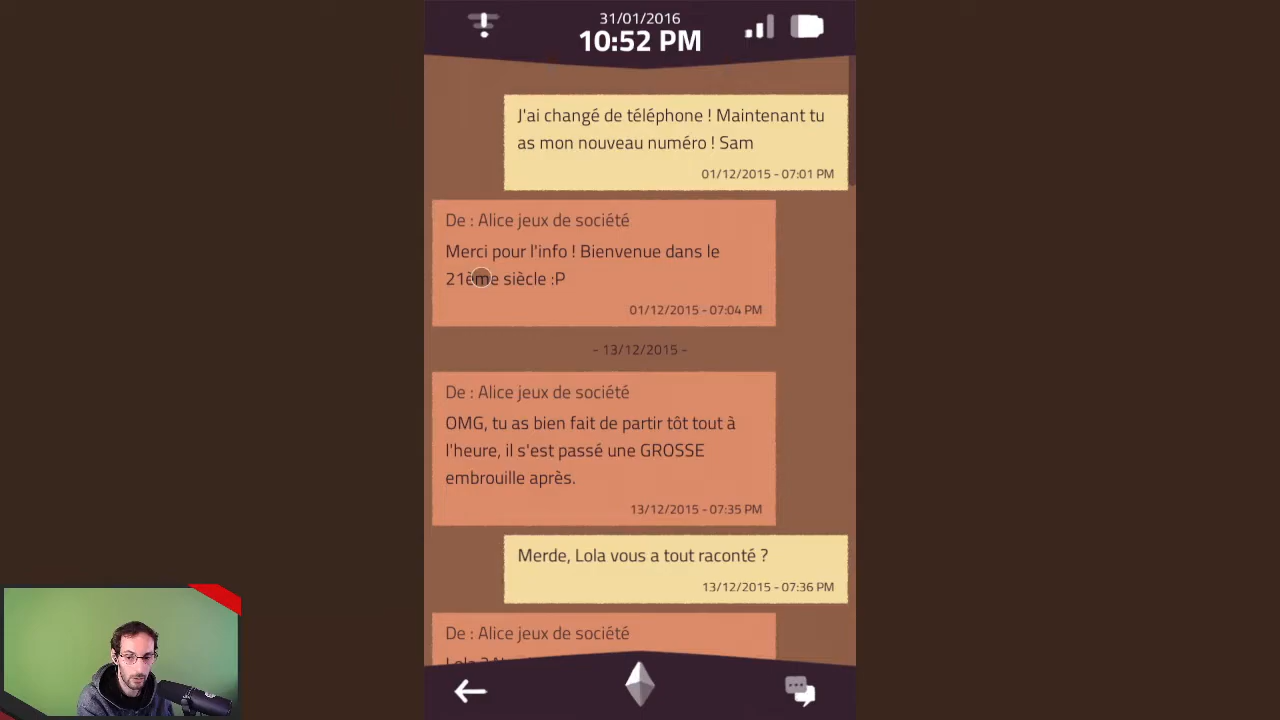 31/01/2016
10:52 PM
J'ai changé de téléphone ! Maintenant tu
as mon nouveau numéro ! Sam
01/12/2015 - 07:01 PM
De : Alice jeux de société
Merci pour l'info ! Bienvenue dans le
21ème siècle :P
01/12/2015 - 07:04 PM
- 13/12/2015 -
De : Alice jeux de société
OMG, tu as bien fait de partir tôt tout à
l'heure, il s'est passé une GROSSE
embrouille après.
13/12/2015 - 07:35 PM
Merde, Lola vous a tout raconté ?
13/12/2015 - 07:36 PM
De : Alice jeux de société